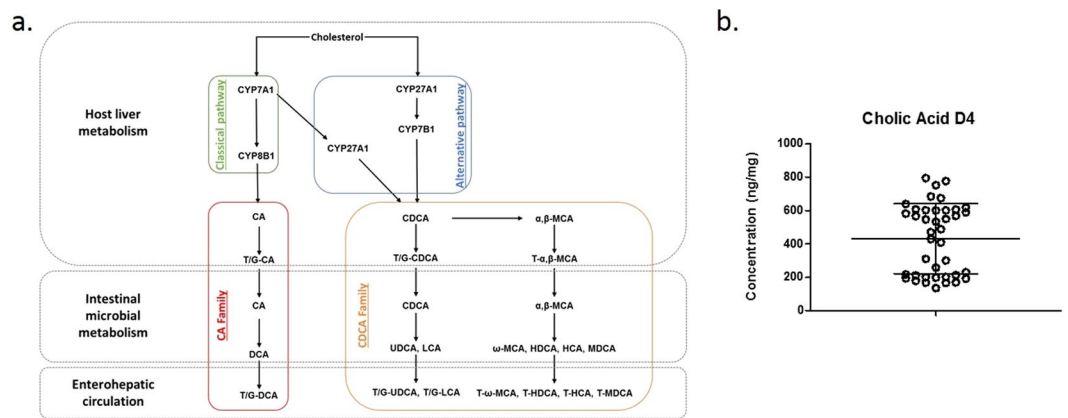 a.
Cholesterol
Host liver
metabolism
Classical pathway
CYP7A1
CYP8B1
CYP27A1
CYP7B1
CYP27A1
Alternative pathway
CA
CDCA
α,β-MCA
T/G-CA
T/G-CDCA
T-α,β-MCA
Intestinal
microbial
metabolism
CA Family
CA
DCA
CDCA Family
CDCA
α,β-MCA
UDCA, LCA
ω-MCA, HDCA, HCA, MDCA
Enterohepatic
circulation
T/G-DCA
T/G-UDCA, T/G-LCA
T-ω-MCA, T-HDCA, T-HCA, T-MDCA
b.
Cholic Acid D4
Concentration (ng/mg)
1000
800
600
400
200
0